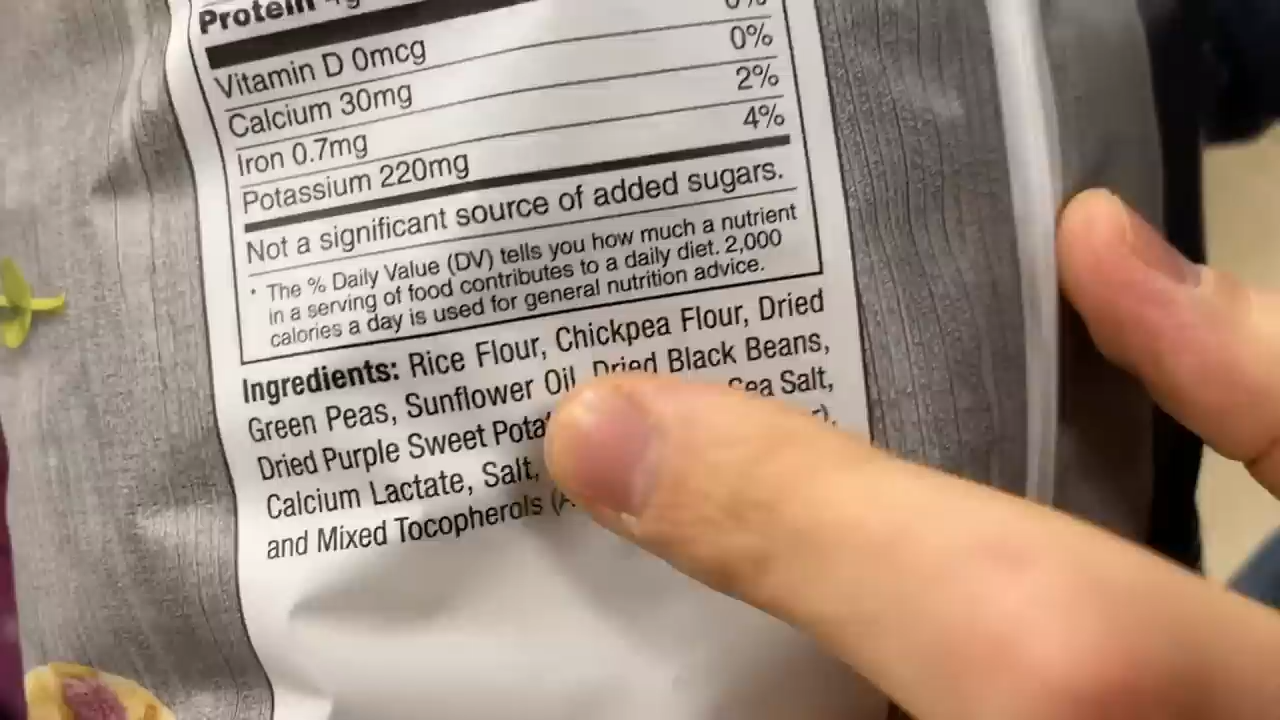 Protein 4g
0%
Vitamin D 0mcg 0%
Calcium 30mg 2%
Iron 0.7mg 4%
Potassium 220mg
Not a significant source of added sugars.
* The % Daily Value (DV) tells you how much a nutrient
in a serving of food contributes to a daily diet. 2,000
calories a day is used for general nutrition advice.
Ingredients: Rice Flour, Chickpea Flour, Dried
Green Peas, Sunflower Oil, Dried Black Beans,
Dried Purple Sweet Sea Salt,
Calcium Lactate, Salt,
and Mixed Tocopherols